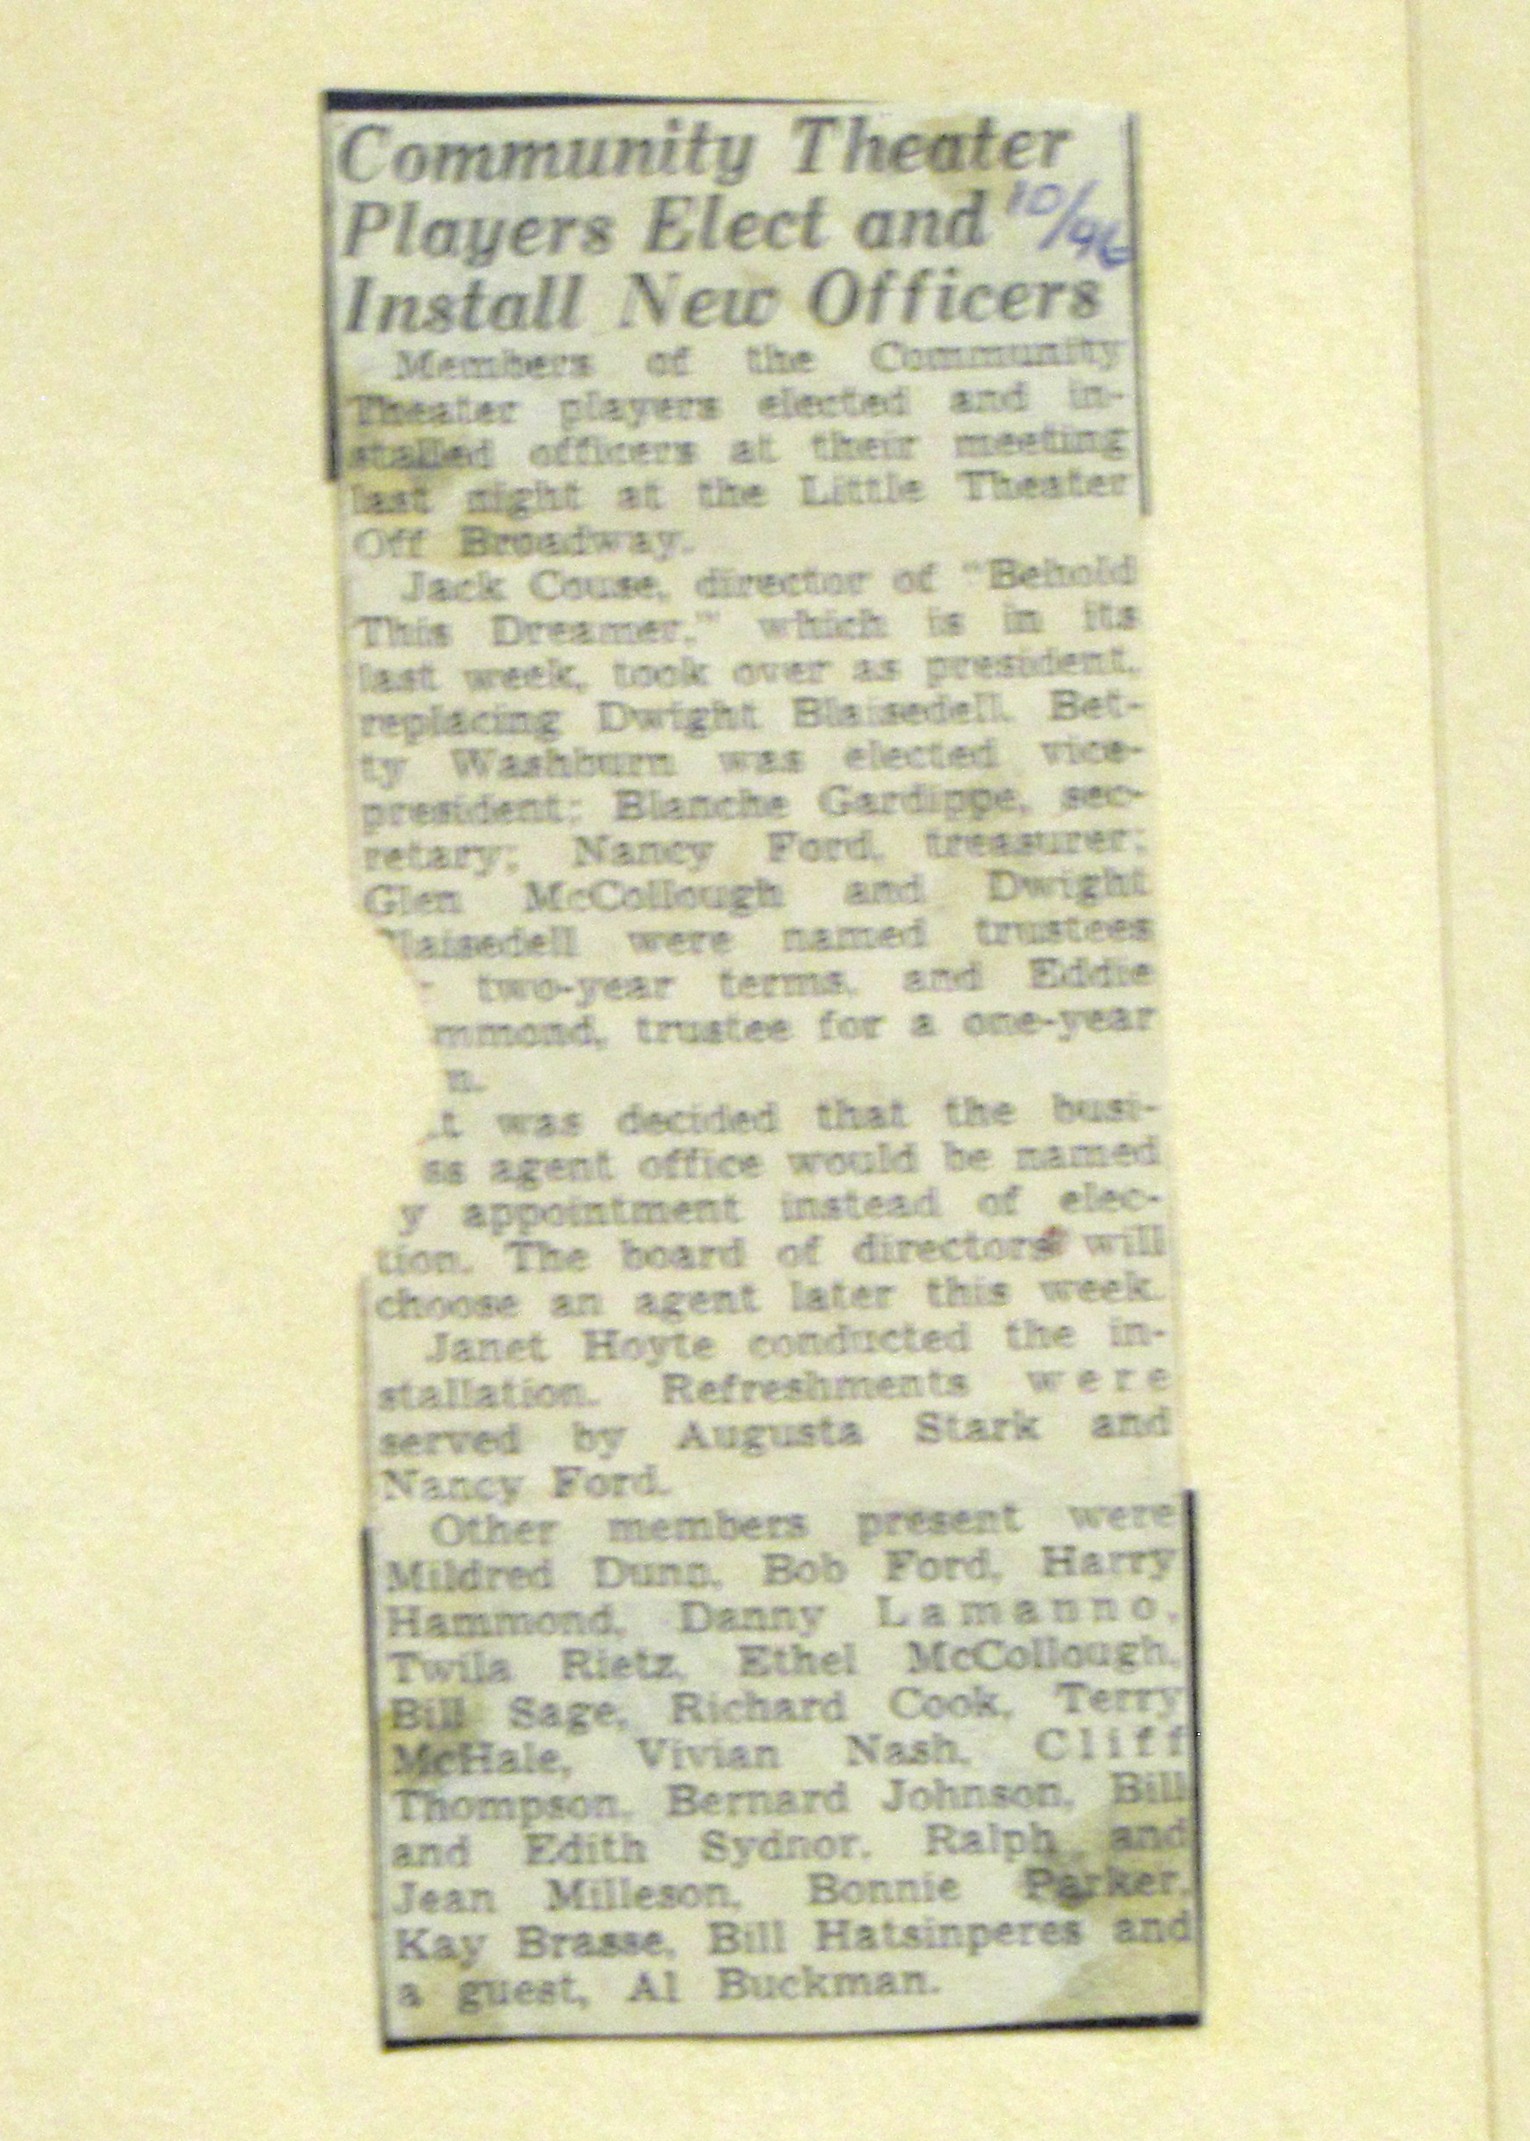 Community Theater
Players Elect and 10/46
Install New Officers
Members of the Community
Theater players elected and in-
stalled officers at their meeting
last night at the Little Theater
Off Broadway.
Jack Couse, director of "Behold
This Dreamer," which is in its
last week, took over as president,
replacing Dwight Blaisedell. Bet-
ty Washburn was elected vice-
president; Blanche Gardippe, sec-
retary; Nancy Ford, treasurer;
Glen McCollough and Dwight
laisedell were named trustees
two-year terms, and Eddie
mmond, trustee for a one-year
n.
t was decided that the busi-
ss agent office would be named
y appointment instead of elec-
tion. The board of directors will
choose an agent later this week.
Janet Hoyte conducted the in-
stallation. Refreshments were
served by Augusta Stark and
Nancy Ford.
Other members present were
Mildred Dunn, Bob Ford, Harry
Hammond, Danny Lamanno,
Twila Rietz, Ethel McCollough,
Bill Sage, Richard Cook, Terry
McHale, Vivian Nash, Cliff
Thompson, Bernard Johnson, Bill
and Edith Sydnor, Ralph and
Jean Milleson, Bonnie Parker,
Kay Brasse, Bill Hatsinperes and
a guest, Al Buckman.